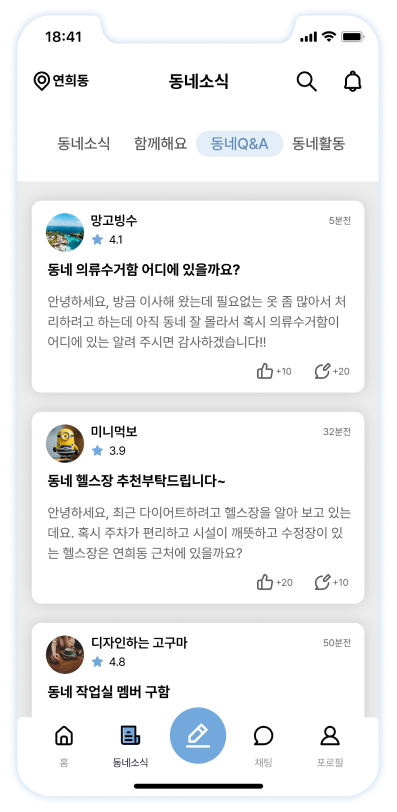 18:41
연희동
동네소식
동네소식 함께해요 동네Q&A 동네활동
망고빙수 5분전
4.1
동네 의류수거함 어디에 있을까요?
안녕하세요, 방금 이사해 왔는데 필요없는 옷 좀 많아서 처
리하려고 하는데 아직 동네 잘 몰라서 혹시 의류수거함이
어디에 있는 알려 주시면 감사하겠습니다!!
+10 +20
미니먹보 32분전
3.9
동네 헬스장 추천부탁드립니다~
안녕하세요, 최근 다이어트하려고 헬스장을 알아 보고 있는
데요. 혹시 주차가 편리하고 시설이 깨뜻하고 수정장이 있
는 헬스장은 연희동 근처에 있을까요?
+20 +10
디자인하는 고구마 50분전
4.8
동네 작업실 멤버 구함
홈 동네소식 채팅 포로필